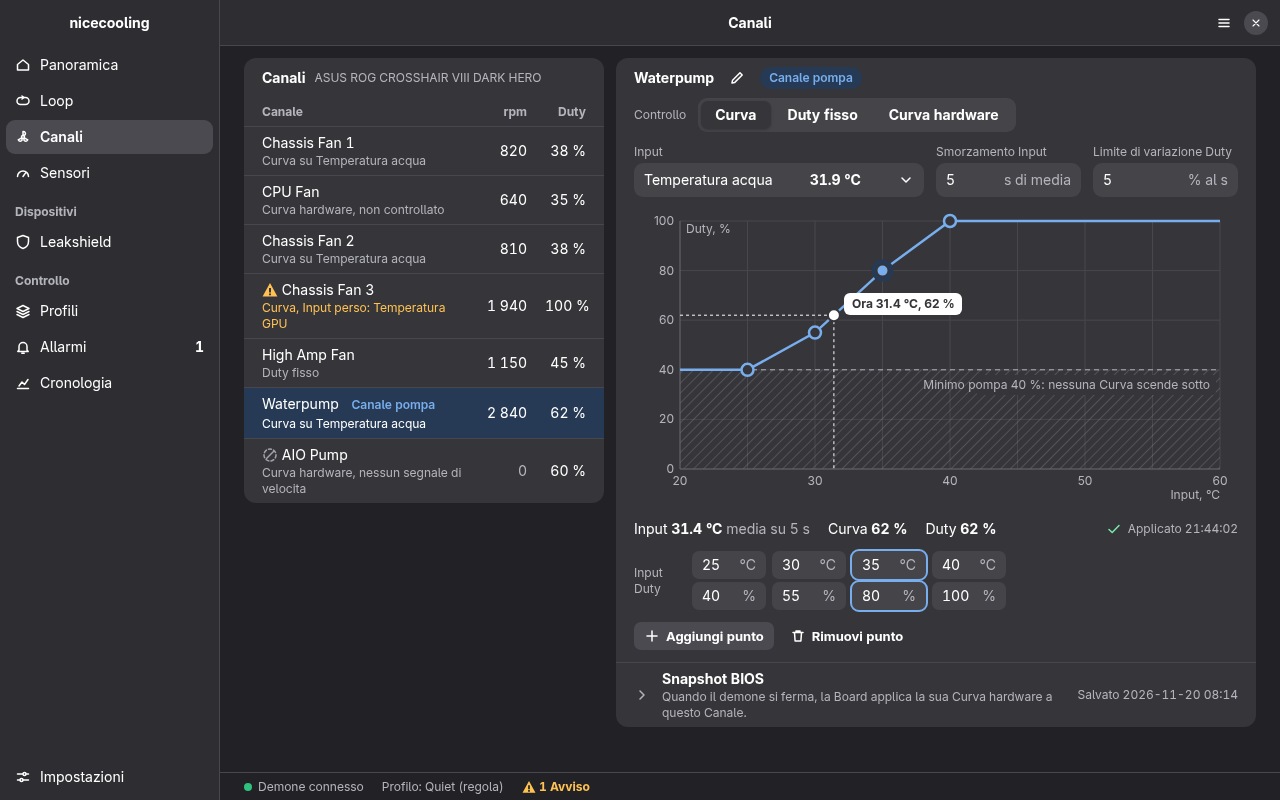 nicecooling
Canali
Panoramica
Loop
Canali
Sensori
Dispositivi
Leakshield
Controllo
Profili
Allarmi 1
Cronologia
Impostazioni
Canali ASUS ROG CROSSHAIR VIII DARK HERO
Canale rpm Duty
Chassis Fan 1 820 38 %
Curva su Temperatura acqua
CPU Fan 640 35 %
Curva hardware, non controllato
Chassis Fan 2 810 38 %
Curva su Temperatura acqua
Chassis Fan 3 1 940 100 %
Curva, Input perso: Temperatura
GPU
High Amp Fan 1 150 45 %
Duty fisso
Waterpump Canale pompa 2 840 62 %
Curva su Temperatura acqua
AIO Pump 0 60 %
Curva hardware, nessun segnale di
velocita
Waterpump Canale pompa
Controllo Curva Duty fisso Curva hardware
Input Smorzamento Input Limite di variazione Duty
Temperatura acqua 31.9 °C 5 s di media 5 % al s
100
Duty, %
80
Ora 31.4 °C, 62 %
60
40
Minimo pompa 40 %: nessuna Curva scende sotto
20
0
20 30 40 50 60
Input, °C
Input 31.4 °C media su 5 s Curva 62 % Duty 62 % Applicato 21:44:02
Input 25 °C 30 °C 35 °C 40 °C
Duty 40 % 55 % 80 % 100 %
Aggiungi punto Rimuovi punto
Snapshot BIOS
Quando il demone si ferma, la Board applica la sua Curva hardware a
questo Canale.
Salvato 2026-11-20 08:14
Demone connesso Profilo: Quiet (regola) 1 Avviso